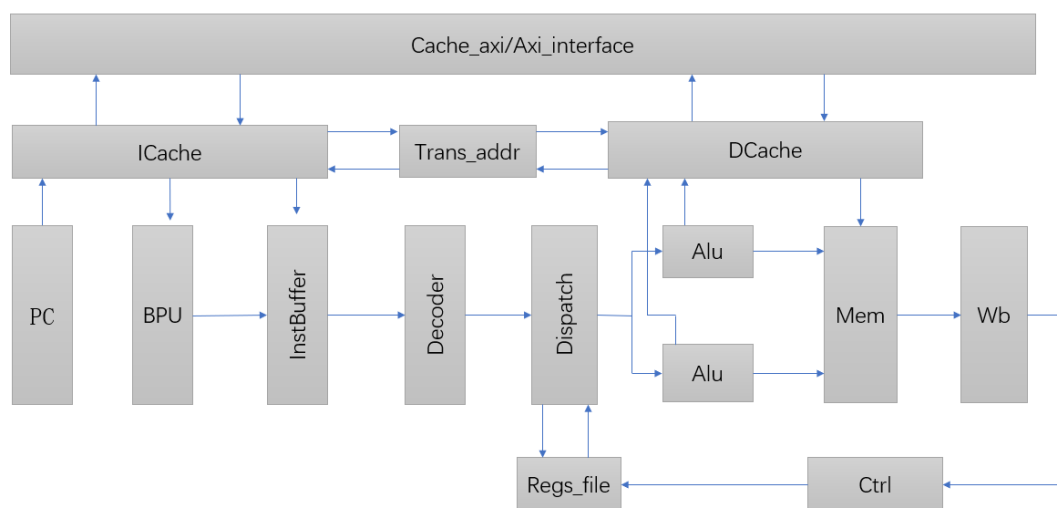 Cache_axi/Axi_interface
ICache
Trans_addr
DCache
PC
BPU
InstBuffer
Decoder
Dispatch
Alu
Alu
Mem
Wb
Regs_file
Ctrl